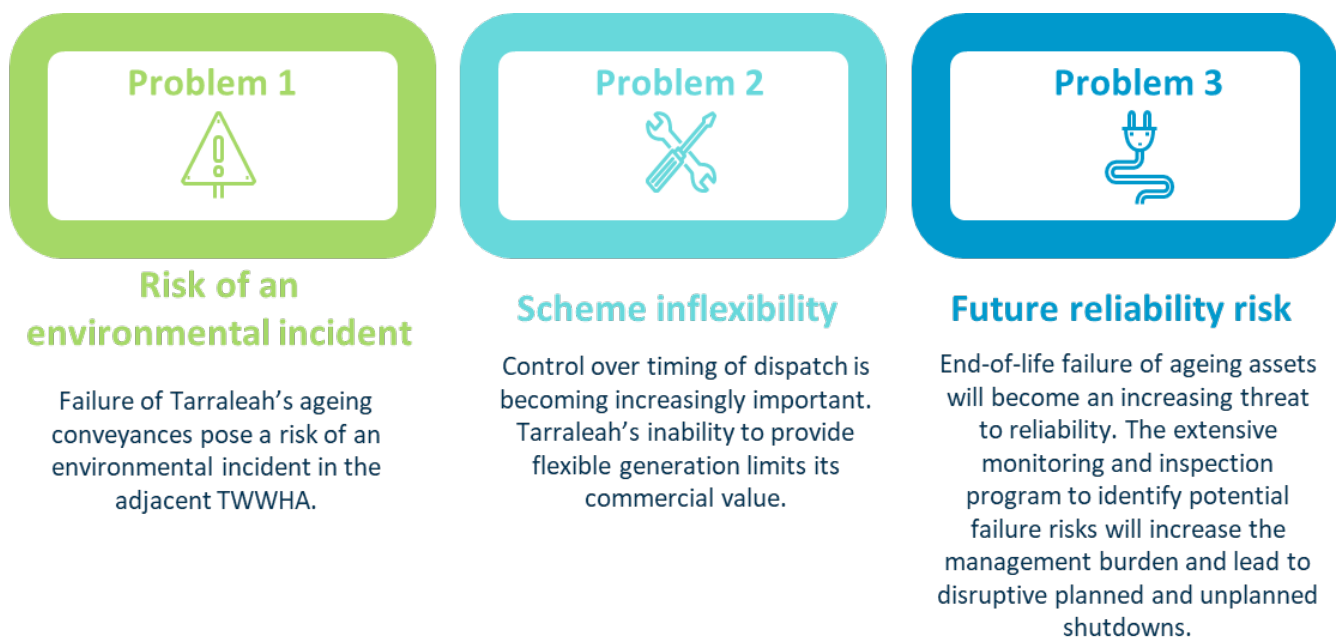 Problem 1
Risk of an
environmental incident
Failure of Tarraleah’s ageing
conveyances pose a risk of an
environmental incident in the
adjacent TWWHA.
Problem 2
Scheme inflexibility
Control over timing of dispatch is
becoming increasingly important.
Tarraleah’s inability to provide
flexible generation limits its
commercial value.
Problem 3
Future reliability risk
End-of-life failure of ageing assets
will become an increasing threat
to reliability. The extensive
monitoring and inspection
program to identify potential
failure risks will increase the
management burden and lead to
disruptive planned and unplanned
shutdowns.